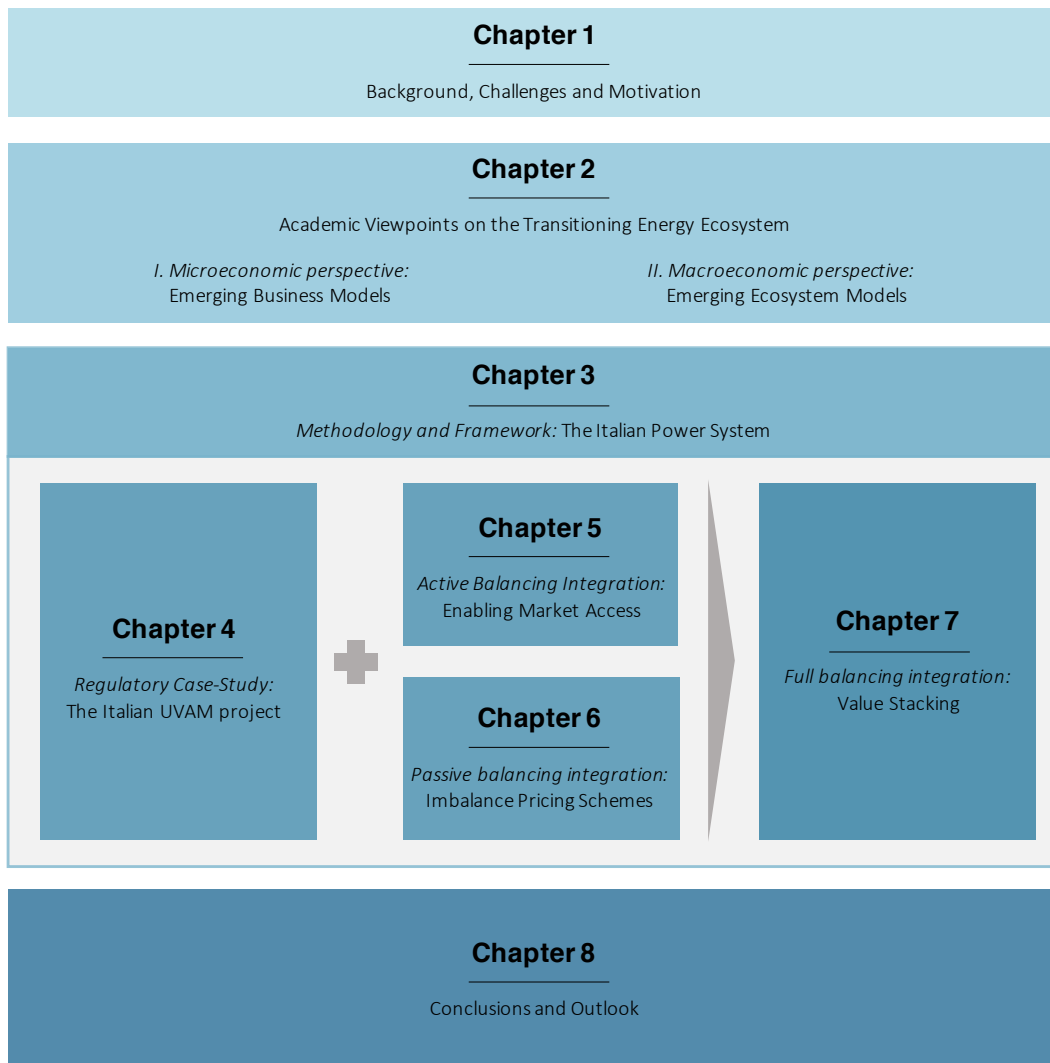 Chapter 1
Background, Challenges and Motivation
Chapter 2
Academic Viewpoints on the Transitioning Energy Ecosystem
I. Microeconomic perspective:
Emerging Business Models
II. Macroeconomic perspective:
Emerging Ecosystem Models
Chapter 3
Methodology and Framework: The Italian Power System
Chapter 4
Regulatory Case-Study:
The Italian UVAM project
Chapter 5
Active Balancing Integration:
Enabling Market Access
Chapter 6
Passive balancing integration:
Imbalance Pricing Schemes
Chapter 7
Full balancing integration:
Value Stacking
Chapter 8
Conclusions and Outlook